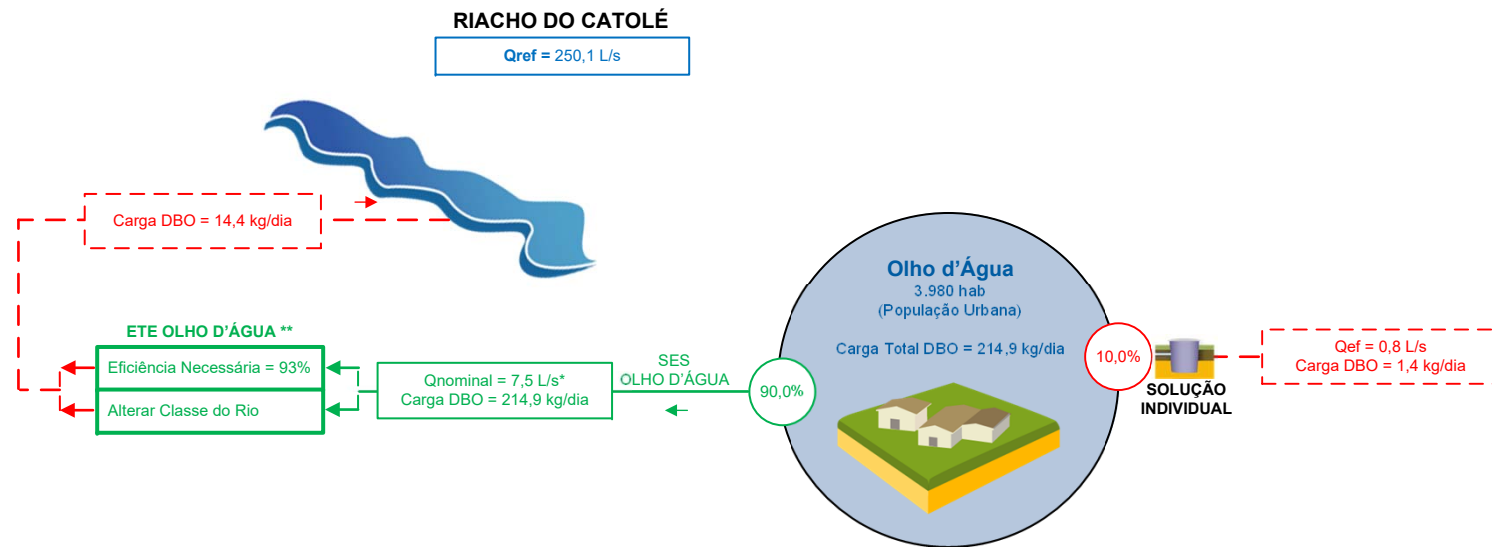 RIACHO DO CATOLÉ
Qref = 250,1 L/s
Carga DBO = 14,4 kg/dia
ETE OLHO D'ÁGUA **
Eficiência Necessária = 93%
Alterar Classe do Rio
Qnominal = 7,5 L/s*
Carga DBO = 214,9 kg/dia
SES
OLHO D'ÁGUA
90,0%
Olho d'Água
3.980 hab
(População Urbana)
Carga Total DBO = 214,9 kg/dia
10,0%
SOLUÇÃO
INDIVIDUAL
Qef = 0,8 L/s
Carga DBO = 1,4 kg/dia